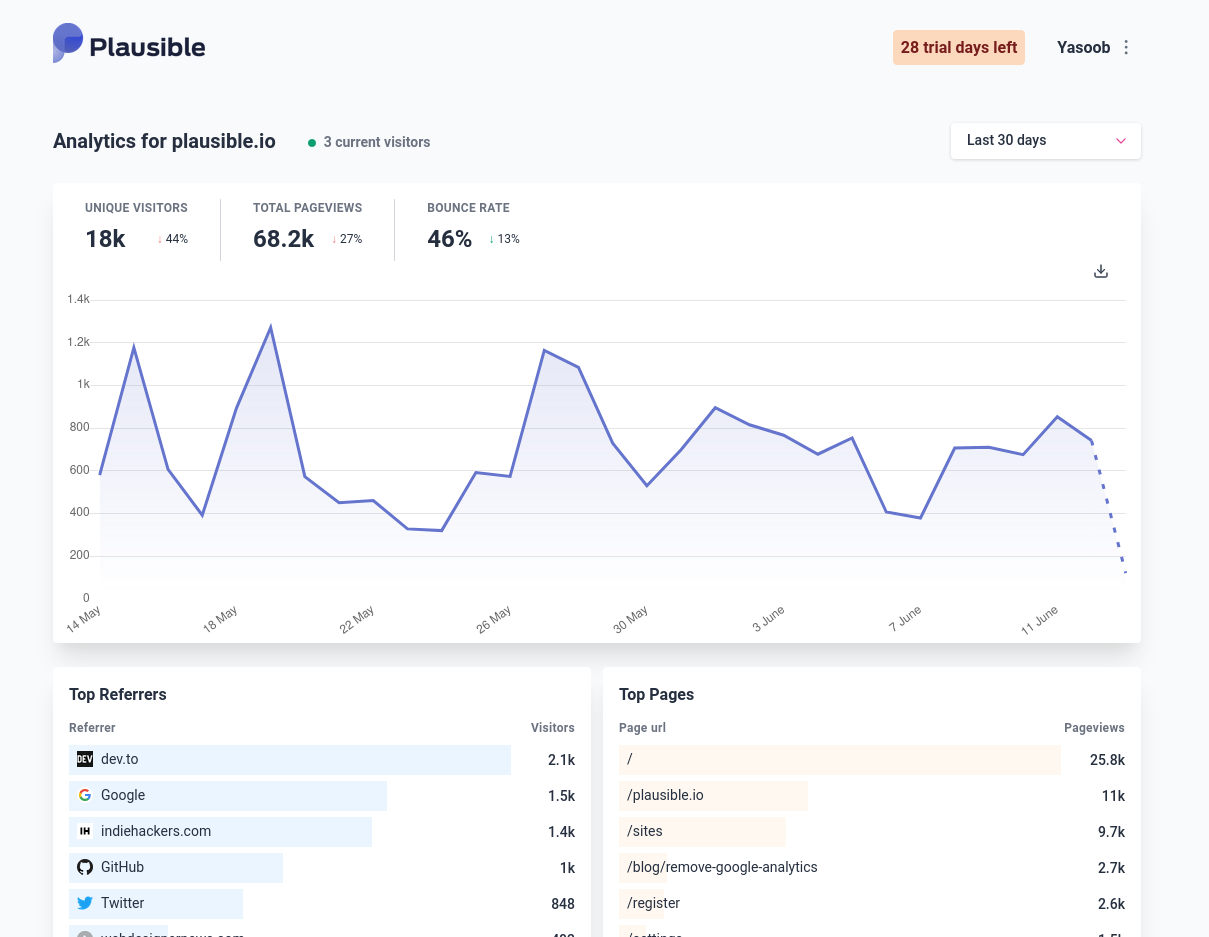 Plausible
28 trial days left
Yasoob
Analytics for plausible.io
3 current visitors
Last 30 days
UNIQUE VISITORS
18k ↓ 44%
TOTAL PAGEVIEWS
68.2k ↓ 27%
BOUNCE RATE
46% ↓ 13%
1.4k
1.2k
1k
800
600
400
200
0
14 May 18 May 22 May 26 May 30 May 3 June 7 June 11 June
Top Referrers
Referrer Visitors
DEV dev.to 2.1k
G Google 1.5k
IH indiehackers.com 1.4k
GitHub 1k
Twitter 848
Top Pages
Page url Pageviews
/ 25.8k
/plausible.io 11k
/sites 9.7k
/blog/remove-google-analytics 2.7k
/register 2.6k